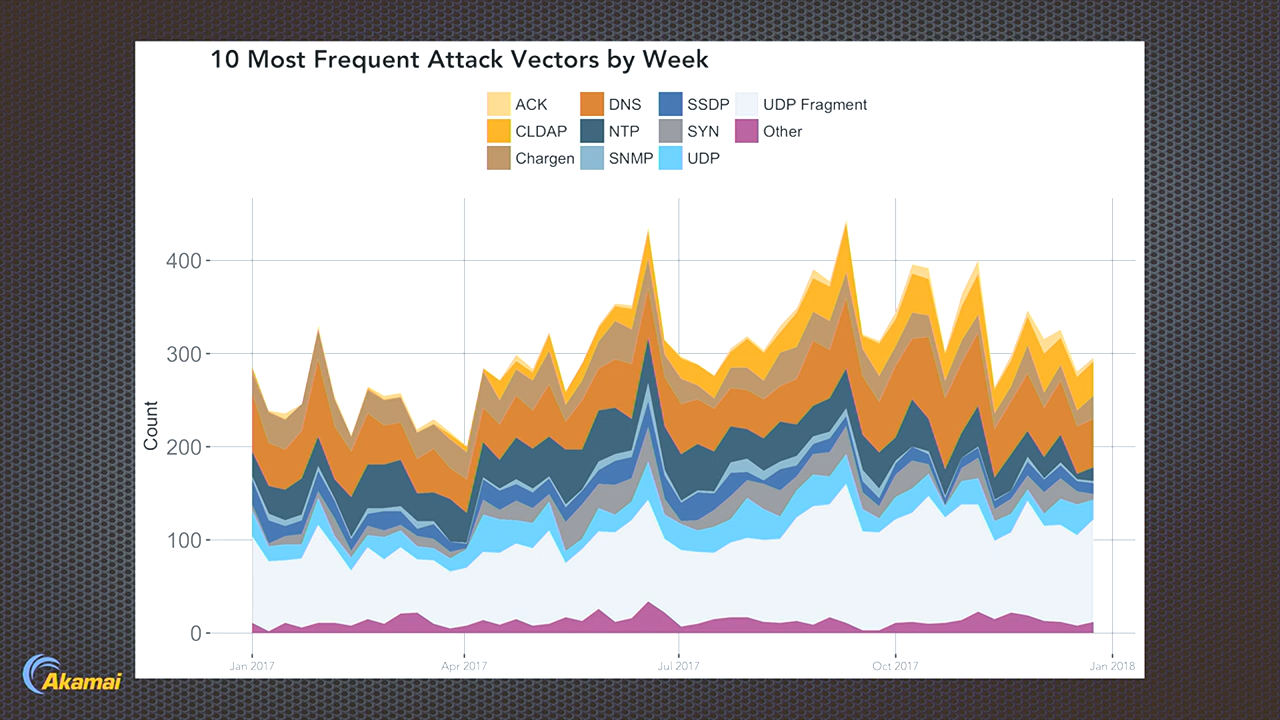 10 Most Frequent Attack Vectors by Week
ACK DNS SSDP UDP Fragment
CLDAP NTP SYN Other
Chargen SNMP UDP
Count
400
300
200
100
0
Jan 2017 Apr 2017 Jul 2017 Oct 2017 Jan 2018
Akamai